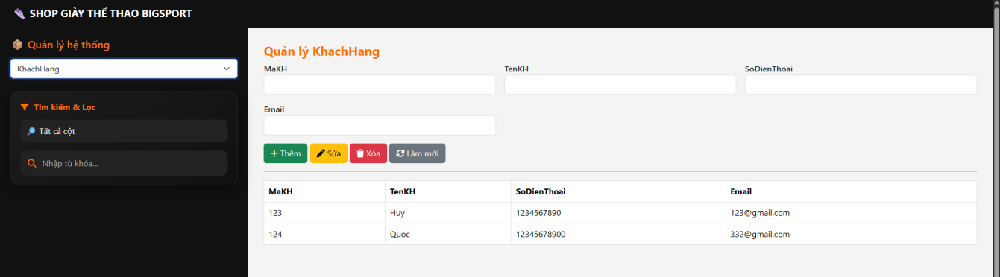 SHOP GIÀY THỂ THAO BIGSPORT
Quản lý hệ thống
KhachHang
Tìm kiếm & Lọc
Tất cả cột
Nhập từ khóa...
Quản lý KhachHang
MaKH TenKH SoDienThoai
Email
Thêm Sửa Xóa Làm mới
MaKH TenKH SoDienThoai Email
123 Huy 1234567890 123@gmail.com
124 Quoc 12345678900 332@gmail.com